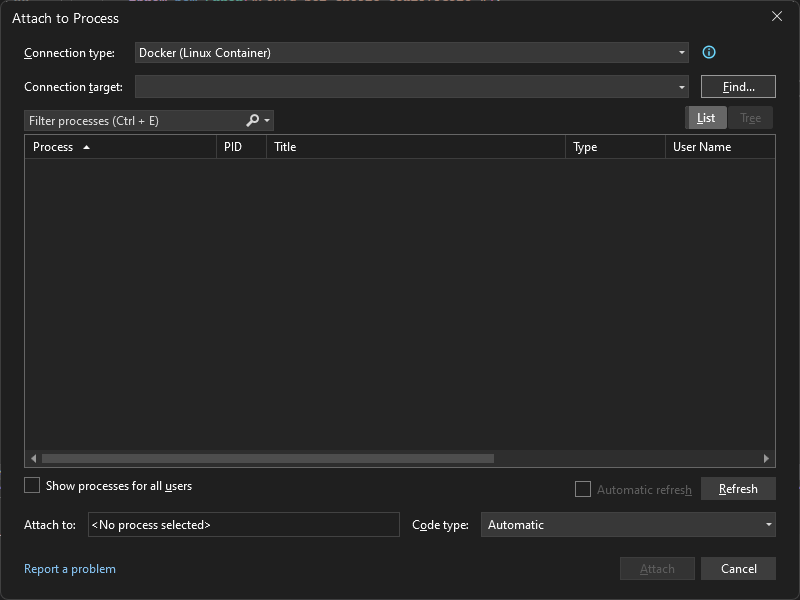 Attach to Process
Connection type: Docker (Linux Container)
Connection target: Find...
Filter processes (Ctrl + E) List Tree
Process PID Title Type User Name
Show processes for all users Automatic refresh Refresh
Attach to: <No process selected> Code type: Automatic
Report a problem Attach Cancel